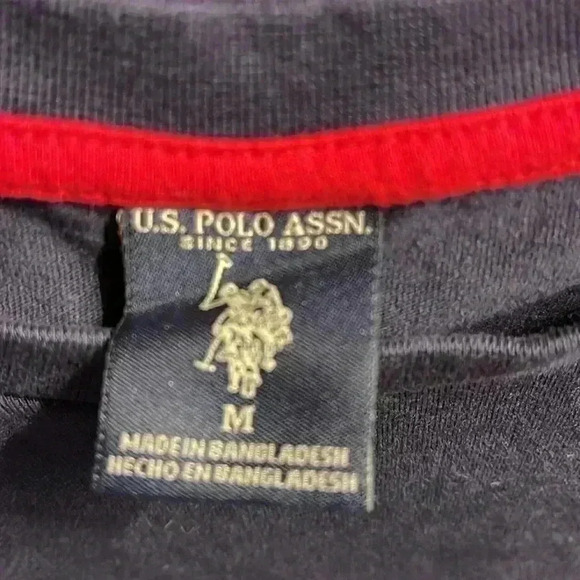 U.S. POLO ASSN.
SINCE 1890
M
MADE IN BANGLADESH
HECHO EN BANGLADESH